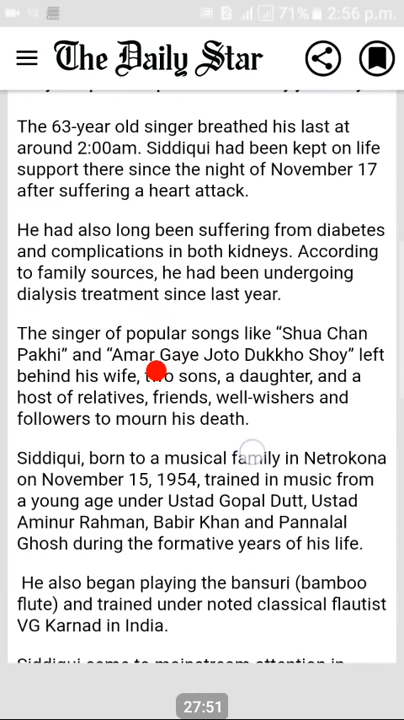 71% 2:56 p.m.
The Daily Star
The 63-year old singer breathed his last at
around 2:00am. Siddiqui had been kept on life
support there since the night of November 17
after suffering a heart attack.
He had also long been suffering from diabetes
and complications in both kidneys. According
to family sources, he had been undergoing
dialysis treatment since last year.
The singer of popular songs like “Shua Chan
Pakhi” and “Amar Gaye Joto Dukkho Shoy” left
behind his wife, two sons, a daughter, and a
host of relatives, friends, well-wishers and
followers to mourn his death.
Siddiqui, born to a musical family in Netrokona
on November 15, 1954, trained in music from
a young age under Ustad Gopal Dutt, Ustad
Aminur Rahman, Babir Khan and Pannalal
Ghosh during the formative years of his life.
He also began playing the bansuri (bamboo
flute) and trained under noted classical flautist
VG Karnad in India.
Siddiqui came to mainstream attention in
27:51